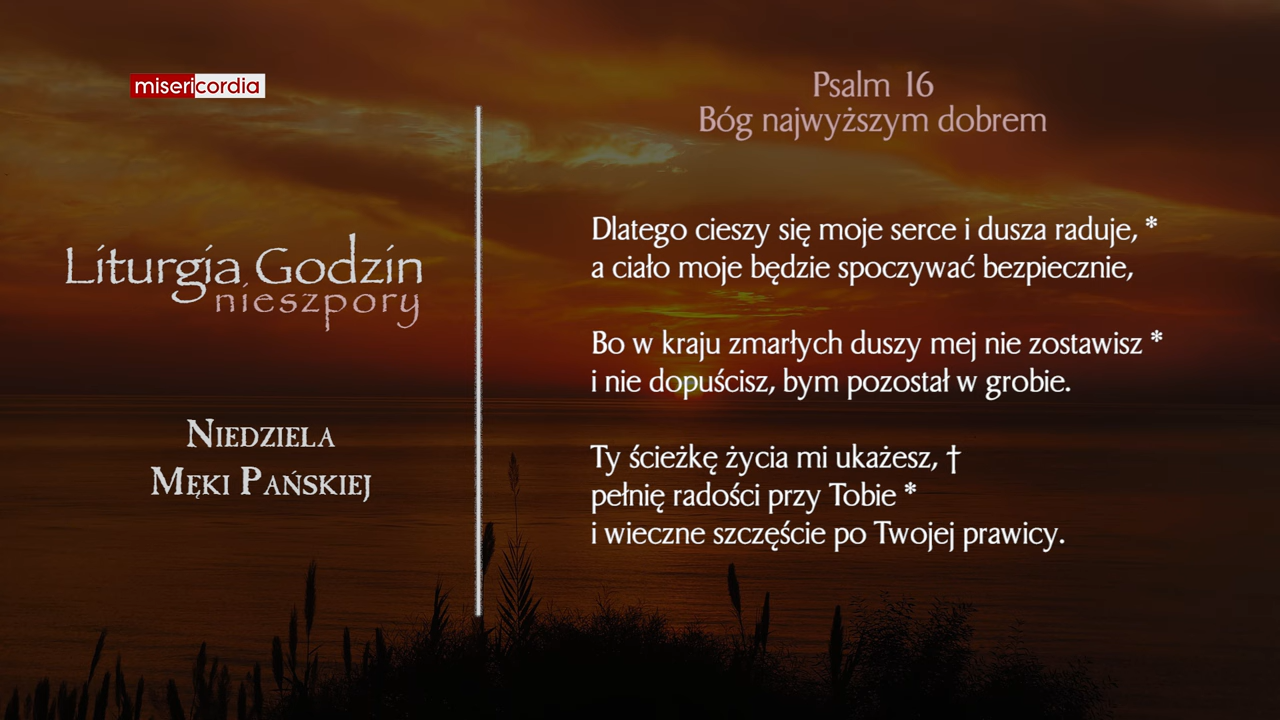 misericordia
Liturgia Godzin
nieszpory
Niedziela
Męki Pańskiej
Psalm 16
Bóg najwyższym dobrem
Dlatego cieszy się moje serce i dusza raduje, *
a ciało moje będzie spoczywać bezpiecznie,
Bo w kraju zmarłych duszy mej nie zostawisz *
i nie dopuścisz, bym pozostał w grobie.
Ty ścieżkę życia mi ukażesz, †
pełnię radości przy Tobie *
i wieczne szczęście po Twojej prawicy.